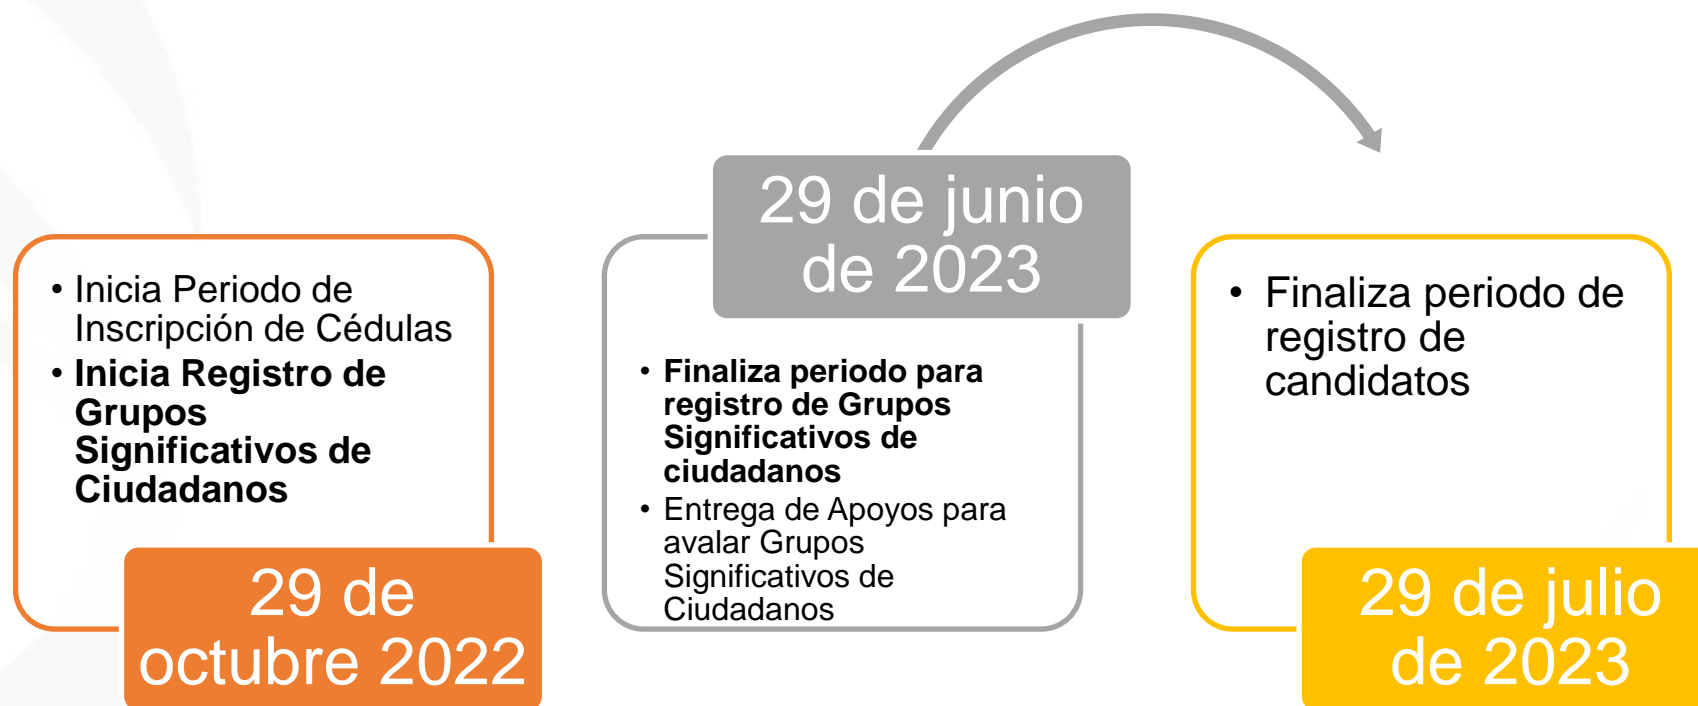 • Inicia Periodo de
Inscripción de Cédulas
• Inicia Registro de
Grupos
Significativos de
Ciudadanos
29 de
octubre 2022
29 de junio
de 2023
• Finaliza periodo para
registro de Grupos
Significativos de
ciudadanos
• Entrega de Apoyos para
avalar Grupos
Significativos de
Ciudadanos
• Finaliza periodo de
registro de
candidatos
29 de julio
de 2023